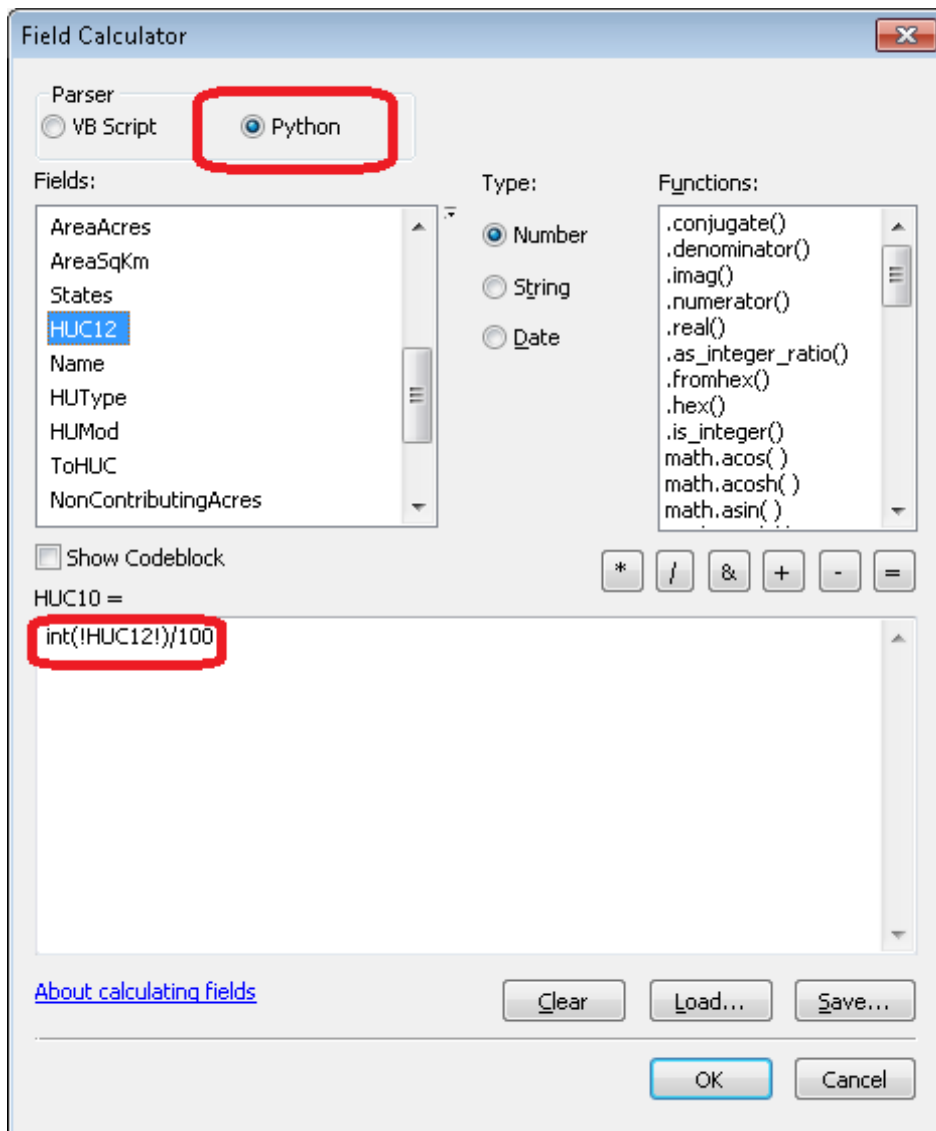 Field Calculator
Parser
VB Script
Python
Fields:
Type:
Functions:
AreaAcres
AreaSqKm
States
HUC12
Name
HUType
HUMod
ToHUC
NonContributingAcres
Number
String
Date
.conjugate()
.denominator()
.imag()
.numerator()
.real()
.as_integer_ratio()
.fromhex()
.hex()
.is_integer()
math.acos( )
math.acosh( )
math.asin( )
Show Codeblock
* / & + - =
HUC10 =
int(!HUC12!)/100
About calculating fields
Clear
Load...
Save...
OK
Cancel